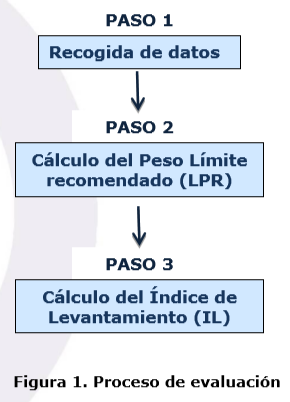 PASO 1
Recogida de datos
PASO 2
Cálculo del Peso Límite
recomendado (LPR)
PASO 3
Cálculo del Índice de
Levantamiento (IL)
Figura 1. Proceso de evaluación